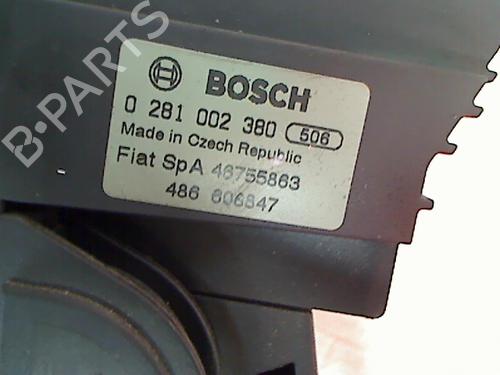 B-PARTS
BOSCH
0 281 002 380 506
Made in Czech Republic
Fiat SpA 46755863
486 606847